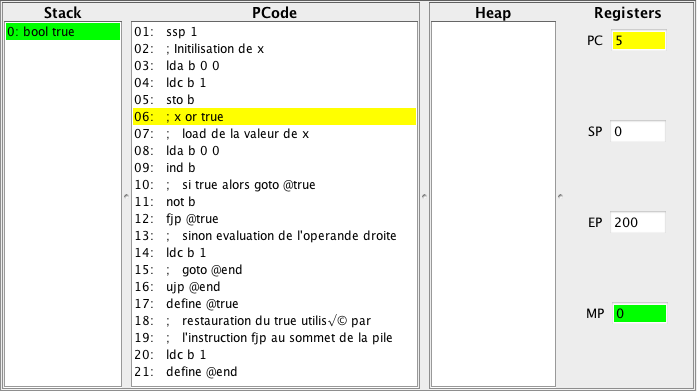 Stack
0: bool true
PCode
01: ssp 1
02: ; Initilisation de x
03: lda b 0 0
04: ldc b 1
05: sto b
06: ; x or true
07: ;   load de la valeur de x
08: lda b 0 0
09: ind b
10: ;   si true alors goto @true
11: not b
12: fjp @true
13: ;   sinon evaluation de l'operande droite
14: ldc b 1
15: ;   goto @end
16: ujp @end
17: define @true
18: ;   restauration du true utilis√© par
19: ;   l'instruction fjp au sommet de la pile
20: ldc b 1
21: define @end
Heap
Registers
PC 5
SP 0
EP 200
MP 0